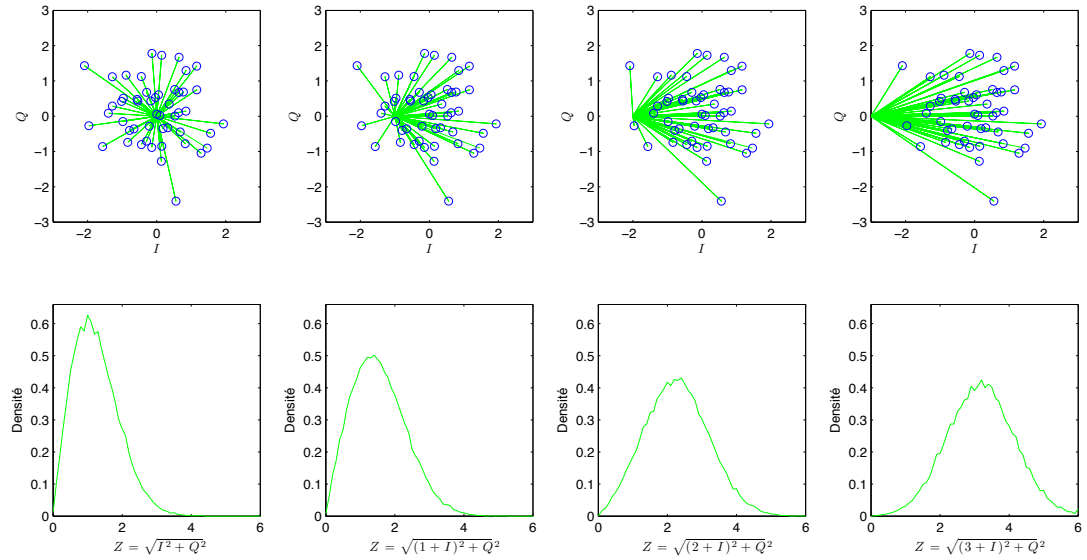 3
2
1
0
−1
−2
−3
Q
−2 0 2
I
3
2
1
0
−1
−2
−3
Q
−2 0 2
I
3
2
1
0
−1
−2
−3
Q
−2 0 2
I
3
2
1
0
−1
−2
−3
Q
−2 0 2
I
0.6
0.5
0.4
0.3
0.2
0.1
0
Densité
0 2 4 6
Z = √(I² + Q²)
0.6
0.5
0.4
0.3
0.2
0.1
0
Densité
0 2 4 6
Z = √((1 + I)² + Q²)
0.6
0.5
0.4
0.3
0.2
0.1
0
Densité
0 2 4 6
Z = √((2 + I)² + Q²)
0.6
0.5
0.4
0.3
0.2
0.1
0
Densité
0 2 4 6
Z = √((3 + I)² + Q²)